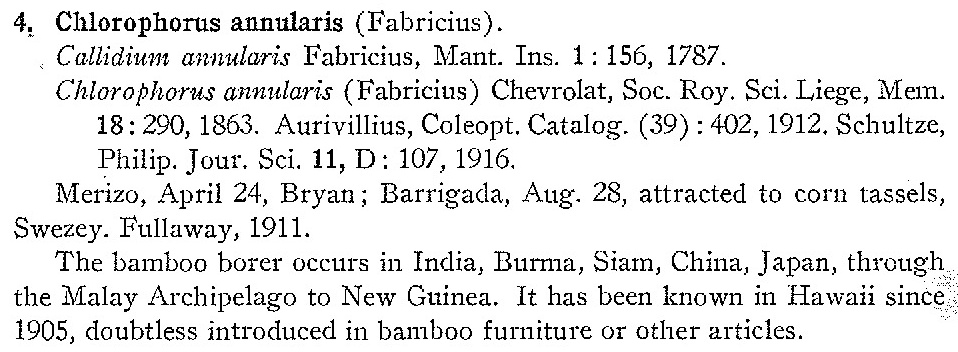 4. Chlorophorus annularis (Fabricius).
Callidium annularis Fabricius, Mant. Ins. 1: 156, 1787.
Chlorophorus annularis (Fabricius) Chevrolat, Soc. Roy. Sci. Liege, Mem.
18: 290, 1863. Aurivillius, Coleopt. Catalog. (39): 402, 1912. Schultze,
Philip. Jour. Sci. 11, D: 107, 1916.
Merizo, April 24, Bryan; Barrigada, Aug. 28, attracted to corn tassels,
Swezey. Fullaway, 1911.
The bamboo borer occurs in India, Burma, Siam, China, Japan, through
the Malay Archipelago to New Guinea. It has been known in Hawaii since
1905, doubtless introduced in bamboo furniture or other articles.